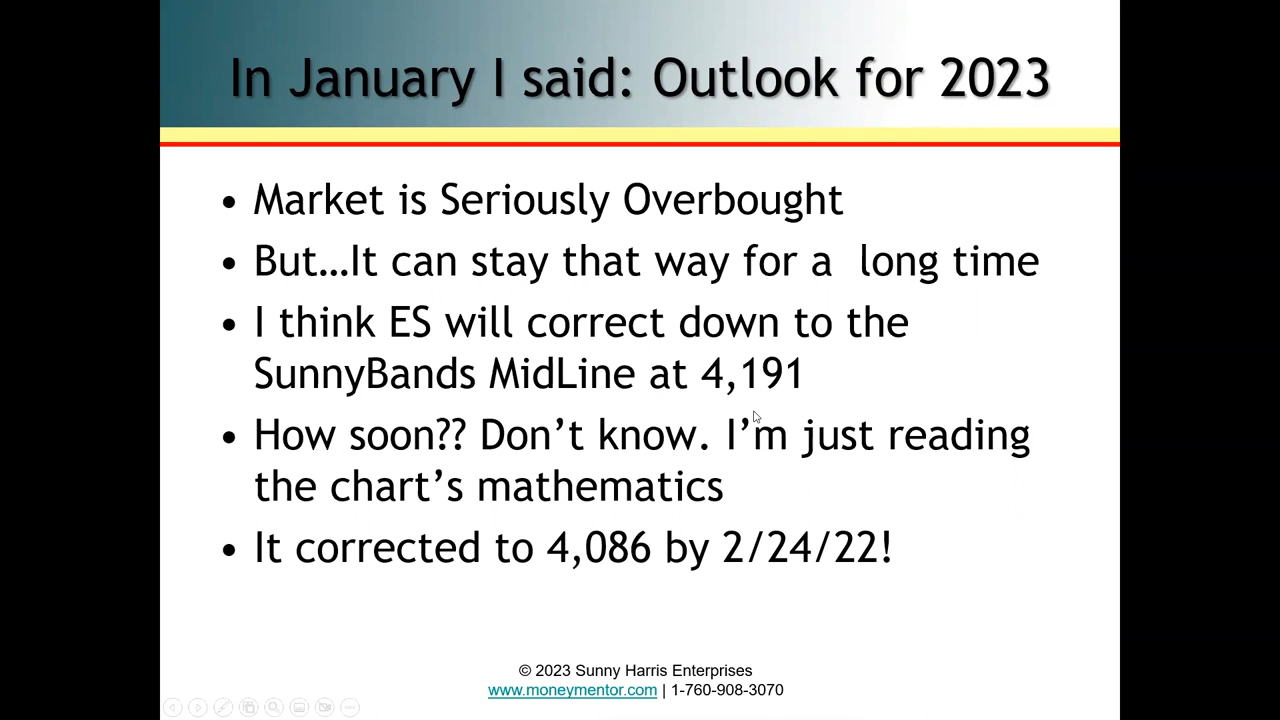 In January I said: Outlook for 2023
• Market is Seriously Overbought
• But…It can stay that way for a  long time
• I think ES will correct down to the
SunnyBands MidLine at 4,191
• How soon?? Don’t know. I’m just reading
the chart’s mathematics
• It corrected to 4,086 by 2/24/22!
© 2023 Sunny Harris Enterprises
www.moneymentor.com | 1-760-908-3070